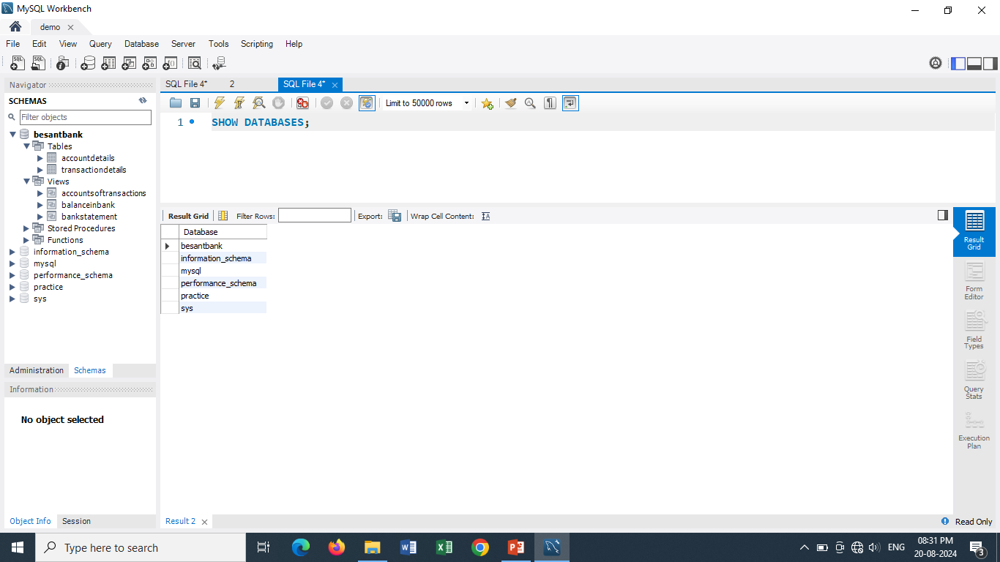 MySQL Workbench
demo
File Edit View Query Database Server Tools Scripting Help
Navigator
SCHEMAS
Filter objects
besantbank
Tables
accountdetails
transactiondetails
Views
accountsoftransactions
balanceinbank
bankstatement
Stored Procedures
Functions
information_schema
mysql
performance_schema
practice
sys
Administration Schemas
Information
No object selected
Object Info Session
SQL File 4* 2 SQL File 4*
Limit to 50000 rows
1 SHOW DATABASES;
Result Grid Filter Rows: Export: Wrap Cell Content:
Database
besantbank
information_schema
mysql
performance_schema
practice
sys
Result
Grid
Form
Editor
Field
Types
Query
Stats
Execution
Plan
Result 2
Read Only
Type here to search
ENG
08:31 PM
20-08-2024
3